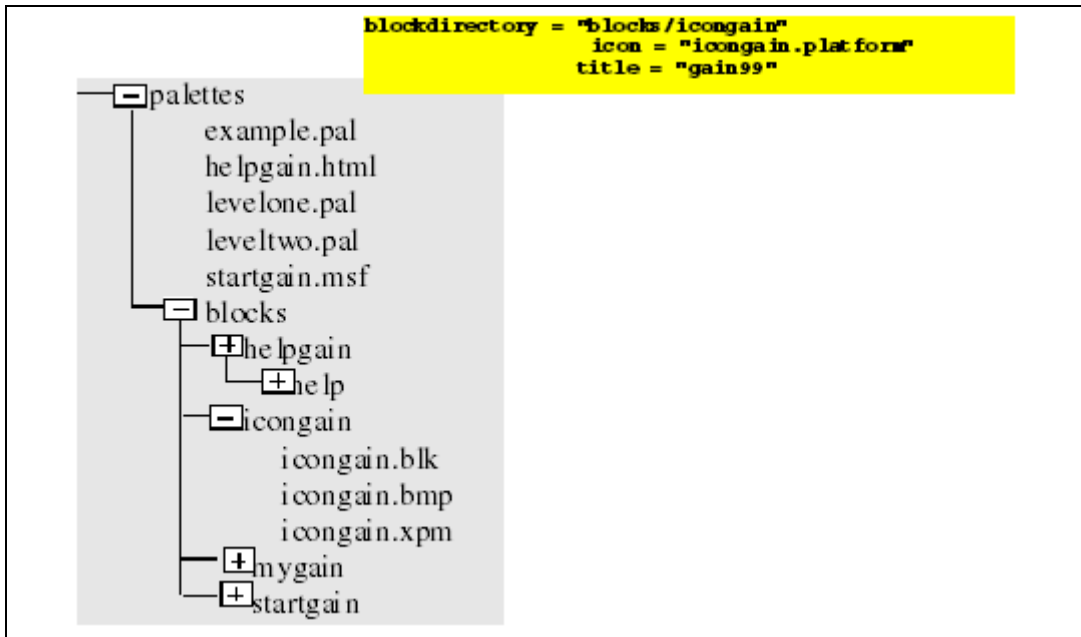 blockdirectory = "blocks/icongain"
icon = "icongain.platform"
title = "gain99"
palettes
example.pal
helpgain.html
levelone.pal
leveltwo.pal
startgain.msf
blocks
helpgain
help
icongain
icongain.blk
icongain.bmp
icongain.xpm
mygain
startgain